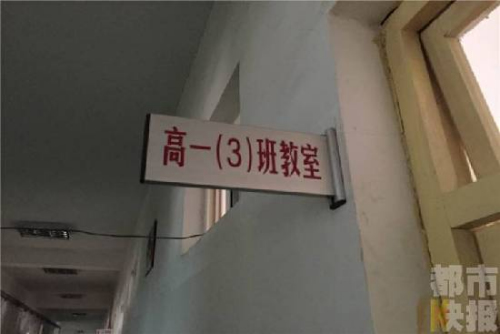 高一(3)班教室
都市
快报